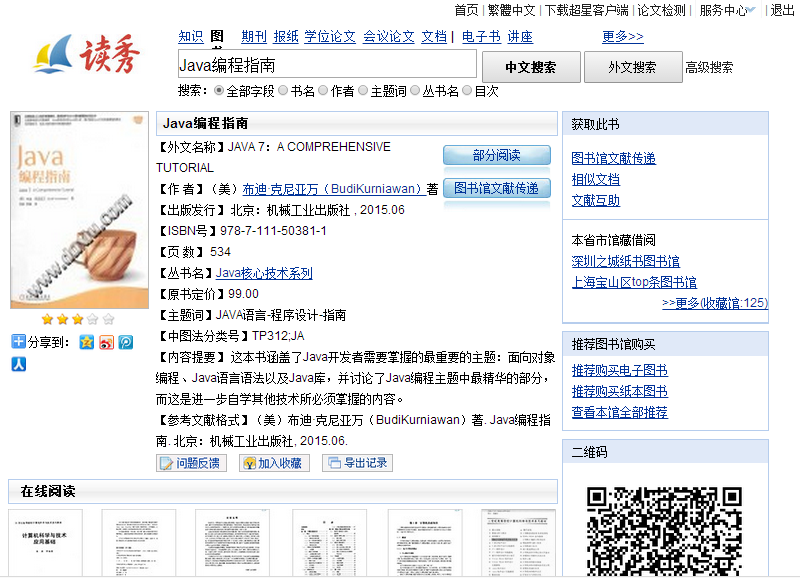 首页 | 繁體中文 | 下载超星客户端 | 论文检测 | 服务中心 | 退出
读秀
知识 图书 期刊 报纸 学位论文 会议论文 文档 | 电子书 讲座 更多>>
Java编程指南 中文搜索 外文搜索 高级搜索
搜索： 全部字段 书名 作者 主题词 丛书名 目次
Java
编程指南
www.duxiu.com
分享到：
Java编程指南
【外文名称】JAVA 7： A COMPREHENSIVE
TUTORIAL
【作 者】（美）布迪·克尼亚万（BudiKurniawan）著
【出版发行】北京：机械工业出版社 , 2015.06
【ISBN号】978-7-111-50381-1
【页 数】 534
【丛书名】Java核心技术系列
【原书定价】99.00
【主题词】JAVA语言-程序设计-指南
【中图法分类号】TP312;JA
【内容提要】 这本书涵盖了Java开发者需要掌握的最重要的主题：面向对象
编程、Java语言语法以及Java库，并讨论了Java编程主题中最精华的部分，
而这是进一步自学其他技术所必须掌握的内容。
【参考文献格式】（美）布迪·克尼亚万（BudiKurniawan）著. Java编程指
南. 北京：机械工业出版社, 2015.06.
部分阅读
图书馆文献传递
问题反馈 加入收藏 导出记录
获取此书
图书馆文献传递
相似文档
文献互助
本省市馆藏借阅
深圳之城纸书图书馆
上海宝山区top条图书馆
>>更多(收藏馆:125)
推荐图书馆购买
推荐购买电子图书
推荐购买纸本图书
查看本馆全部推荐
二维码
在线阅读
计算机科学与技术
应用基础